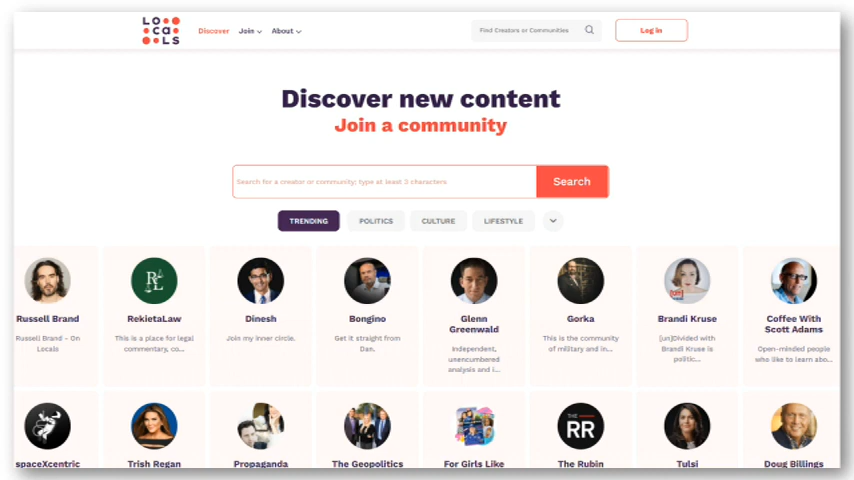 LO
ca
LS
Discover
Join
About
Find Creators or Communities
Log In
Discover new content
Join a community
Search for a creator or community; type at least 3 characters
Search
TRENDING
POLITICS
CULTURE
LIFESTYLE
Russell Brand
Russell Brand - On
Locals
RekietaLaw
This is a place for legal
commentary, co...
Dinesh
Join my inner circle.
Bongino
Get it straight from
Dan.
Glenn
Greenwald
Independent,
unencumbered
analysis and i...
Gorka
This is the community
of military and in...
Brandi Kruse
[un]Divided with
Brandi Kruse is
politic...
Coffee With
Scott Adams
Open-minded people
who like to learn abo...
RL
THE
RR
spaceXcentric
Trish Regan
Propaganda
The Geopolitics
For Girls Like
The Rubin
Tulsi
Doug Billings